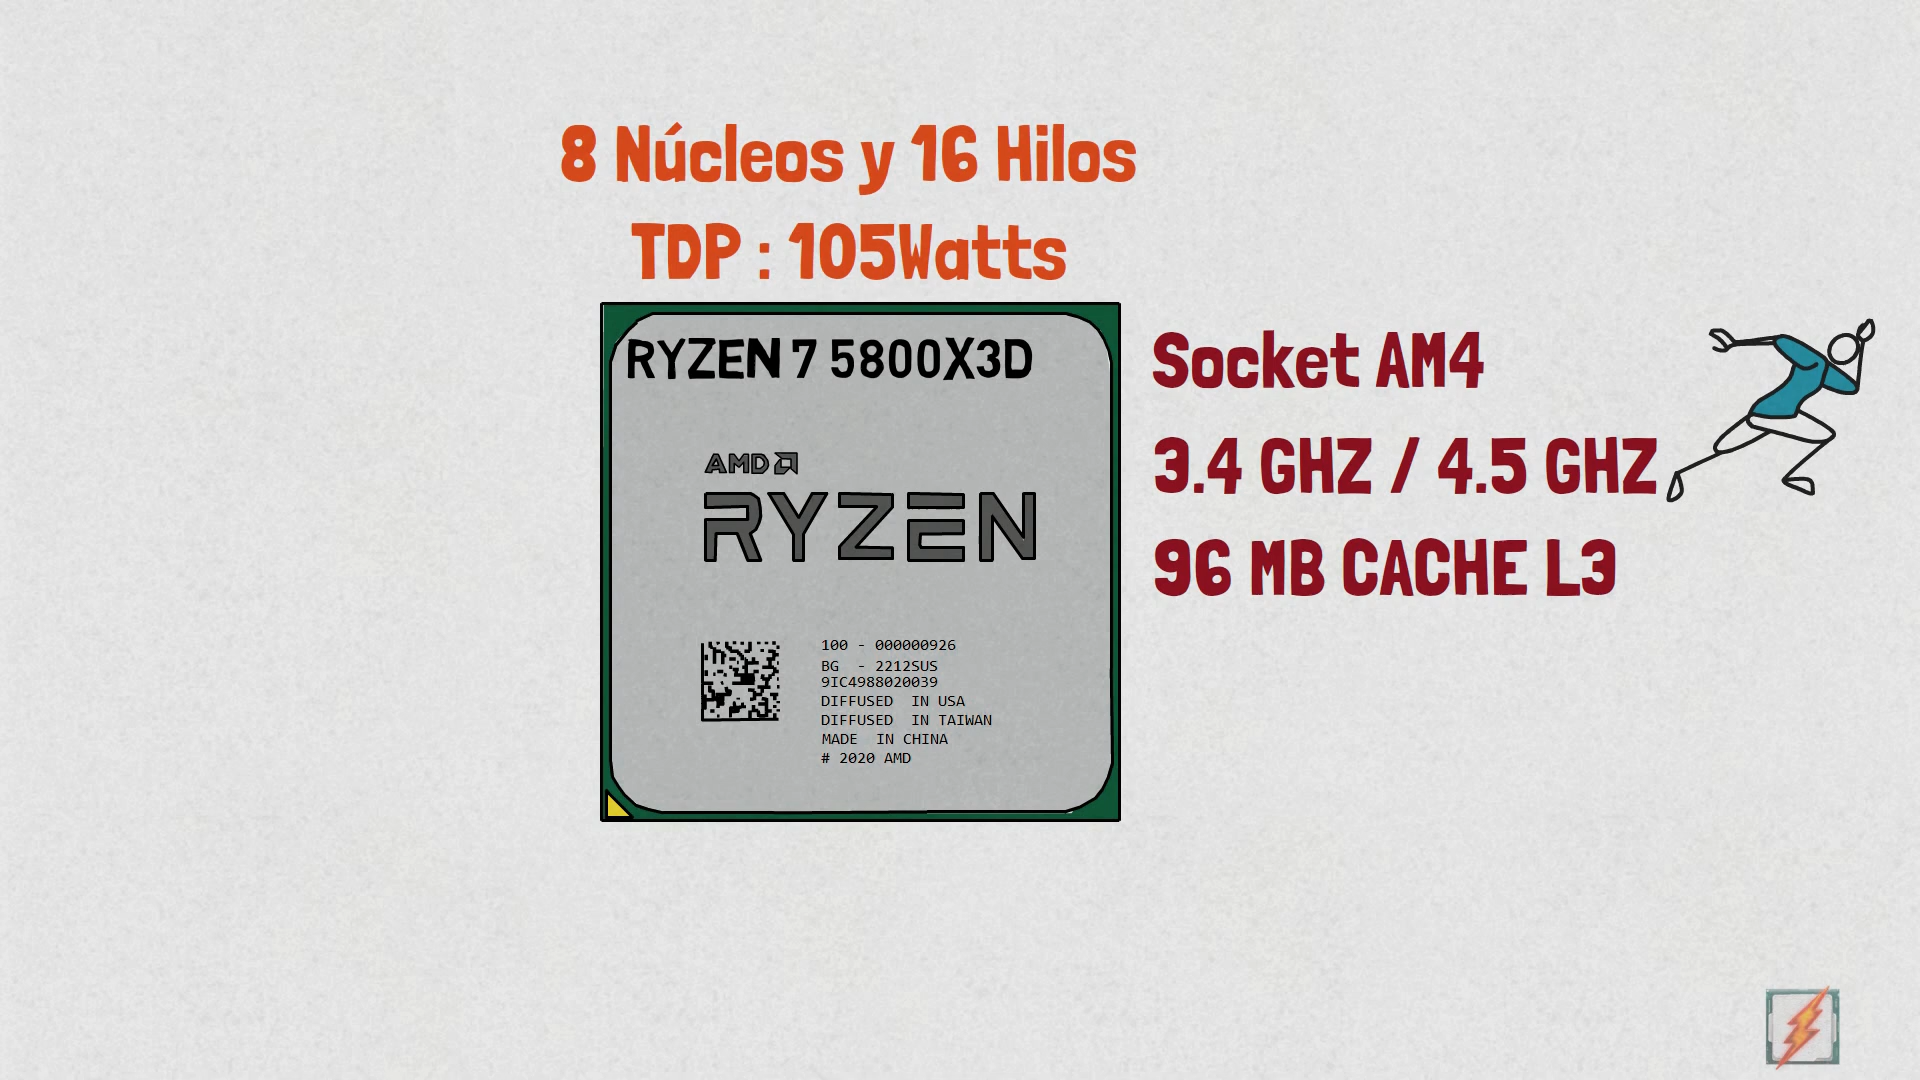 8 Núcleos y 16 Hilos
TDP : 105Watts
RYZEN 7 5800X3D
AMD
RYZEN
100 - 000000926
BG - 2212SUS
9IC4988020039
DIFFUSED IN USA
DIFFUSED IN TAIWAN
MADE IN CHINA
# 2020 AMD
Socket AM4
3.4 GHZ / 4.5 GHZ
96 MB CACHE L3